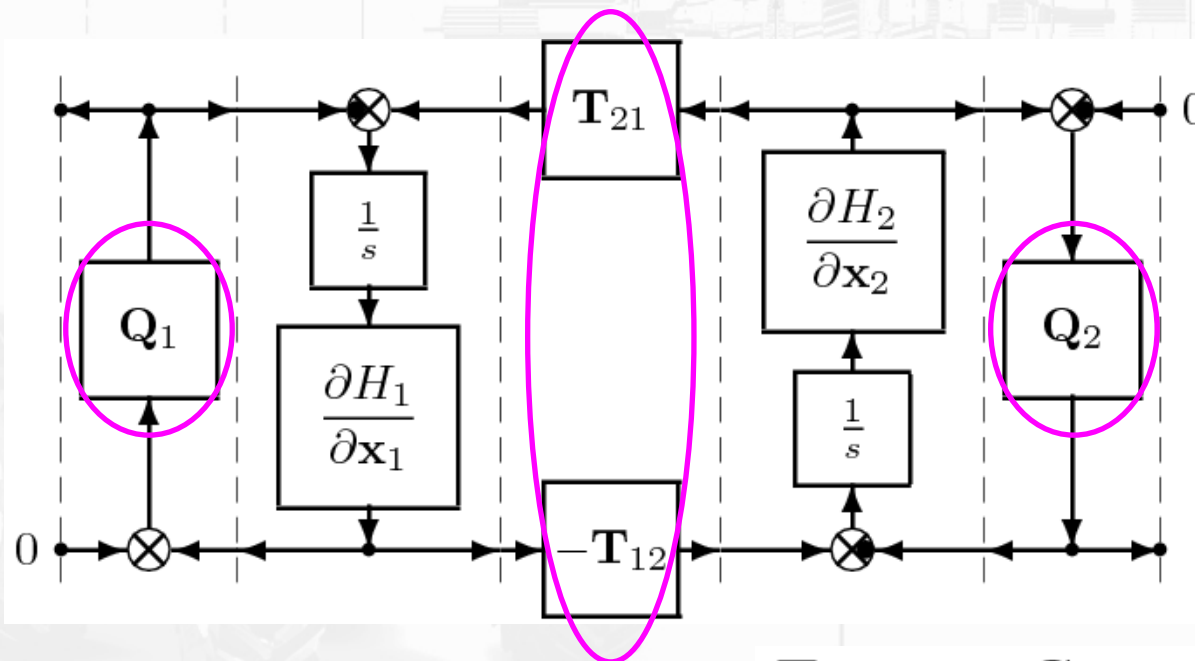 T₂₁
0
1/s
∂H₂/∂x₂
Q₁
Q₂
∂H₁/∂x₁
1/s
0
−T₁₂